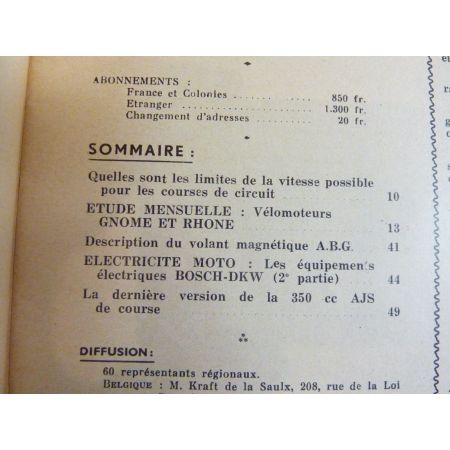 ABONNEMENTS :
France et Colonies ............ 850 fr.
Etranger ................ 1.300 fr.
Changement d'adresses ........ 20 fr.
SOMMAIRE :
Quelles sont les limites de la vitesse possible
pour les courses de circuit ............ 10
ETUDE MENSUELLE : Vélomoteurs
GNOME ET RHONE ............ 13
Description du volant magnétique A.B.G. 41
ELECTRICITE MOTO : Les équipements
électriques BOSCH-DKW (2e partie) .... 44
La dernière version de la 350 cc AJS
de course ................ 49
DIFFUSION :
60 représentants régionaux.
BELGIQUE : M. Kraft de la Saulx, 208, rue de la Loi